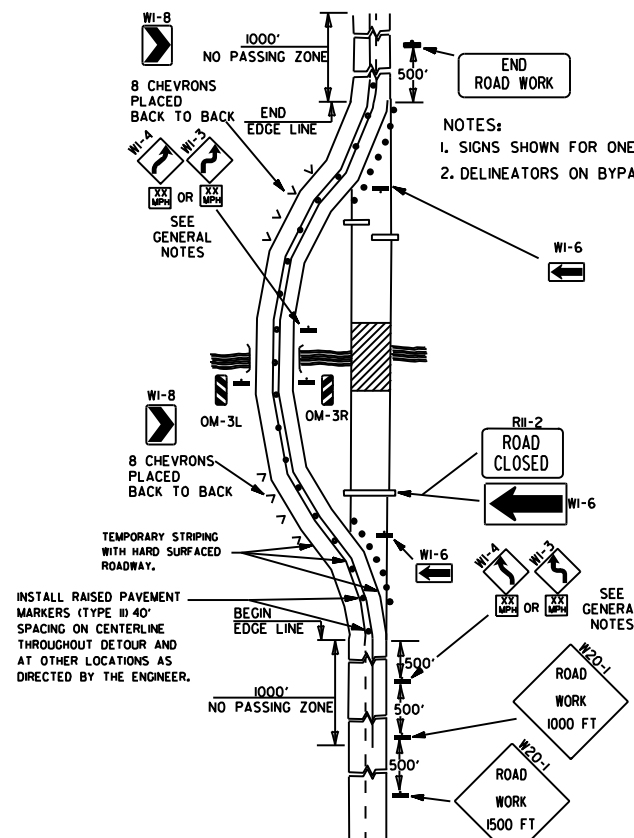 W1-8
1000'
NO PASSING ZONE
500'
END
ROAD WORK
8 CHEVRONS
PLACED
BACK TO BACK
END
EDGE LINE
NOTES:
1. SIGNS SHOWN FOR ONE
2. DELINEATORS ON BYPA
W1-4
W1-3
XX
MPH
OR
XX
MPH
SEE
GENERAL
NOTES
W1-6
OM-3L
OM-3R
W1-8
8 CHEVRONS
PLACED
BACK TO BACK
R11-2
ROAD
CLOSED
W1-6
TEMPORARY STRIPING
WITH HARD SURFACED
ROADWAY.
W1-6
W1-4
W1-3
XX
MPH
OR
XX
MPH
SEE
GENERA
NOTES
INSTALL RAISED PAVEMENT
MARKERS (TYPE II) 40'
SPACING ON CENTERLINE
THROUGHOUT DETOUR AND
AT OTHER LOCATIONS AS
DIRECTED BY THE ENGINEER.
BEGIN
EDGE LINE
1000'
NO PASSING ZONE
500'
500'
500'
W20-1
ROAD
WORK
1000 FT
W20-1
ROAD
WORK
1500 FT